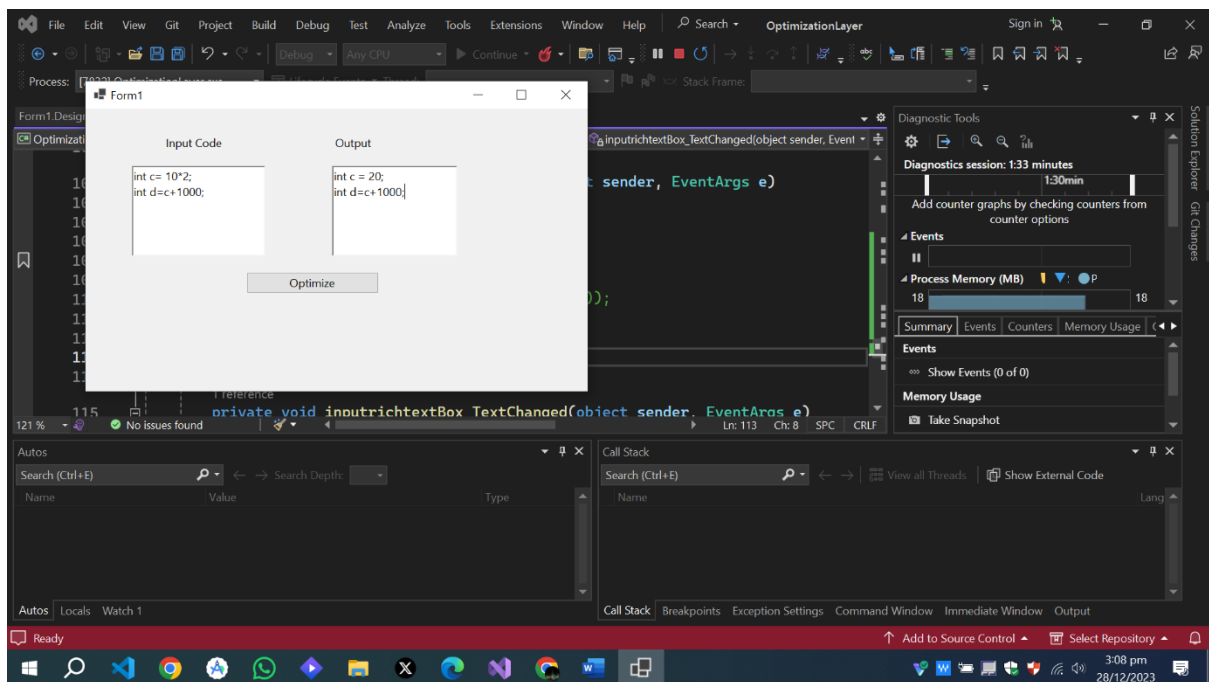 File Edit View Git Project Build Debug Test Analyze Tools Extensions Window Help Search OptimizationLayer Sign in
Debug Any CPU Continue
Process: Stack Frame:
Form1
Form1.Design
Optimizati
inputrichtextBox_TextChanged(object sender, Event
Input Code Output
int c= 10*2;
int d=c+1000;
int c = 20;
int d=c+1000;
Optimize
t sender, EventArgs e)
));
1 reference
115 private void inputrichtextBox_TextChanged(object sender, EventArgs e)
121 % No issues found Ln: 113 Ch: 8 SPC CRLF
Diagnostic Tools
Diagnostics session: 1:33 minutes
1:30min
Add counter graphs by checking counters from
counter options
Events
Process Memory (MB) P
18 18
Summary Events Counters Memory Usage
Events
Show Events (0 of 0)
Memory Usage
Take Snapshot
Solution Explorer
Git Changes
Autos
Search (Ctrl+E) Search Depth:
Name Value Type
Autos Locals Watch 1
Call Stack
Search (Ctrl+E) View all Threads Show External Code
Name Lang
Call Stack Breakpoints Exception Settings Command Window Immediate Window Output
Ready Add to Source Control Select Repository
3:08 pm
28/12/2023